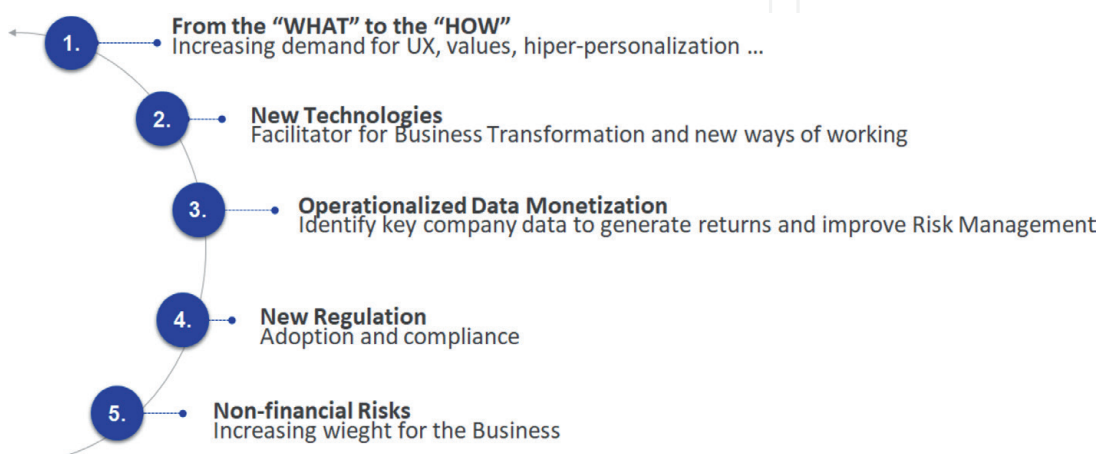 1.
From the “WHAT” to the “HOW”
Increasing demand for UX, values, hiper-personalization ...
2.
New Technologies
Facilitator for Business Transformation and new ways of working
3.
Operationalized Data Monetization
Identify key company data to generate returns and improve Risk Management
4.
New Regulation
Adoption and compliance
5.
Non-financial Risks
Increasing wieght for the Business